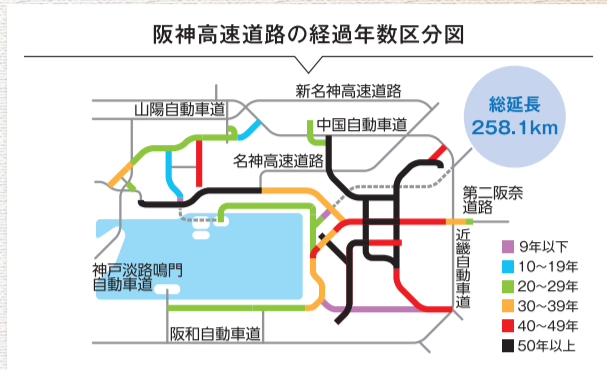 阪神高速道路の経過年数区分図
新名神高速道路
山陽自動車道
中国自動車道
総延長
258.1km
名神高速道路
第二阪奈
道路
神戸淡路鳴門
自動車道
近畿自動車道
阪和自動車道
9年以下
10〜19年
20〜29年
30〜39年
40〜49年
50年以上